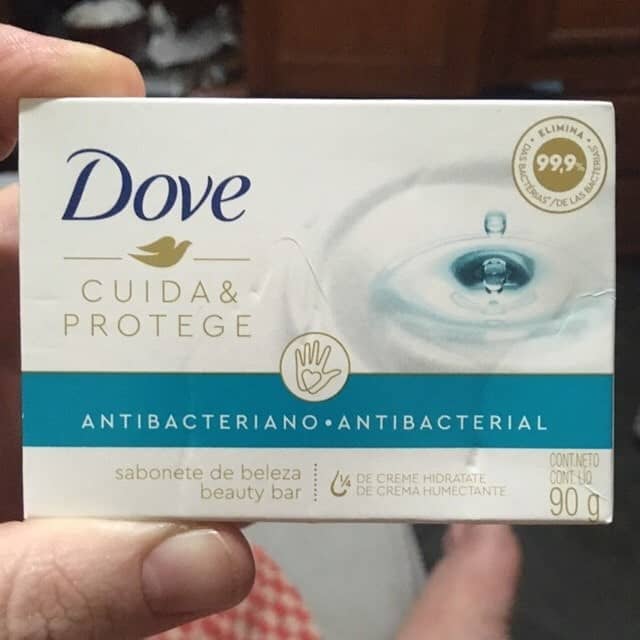 Dove
CUIDA &
PROTEGE
ELIMINA
99,9%
DAS BACTÉRIAS*/DE LAS BACTERIAS*
ANTIBACTERIANO • ANTIBACTERIAL
sabonete de beleza
beauty bar
¼ DE CREME HIDRATANTE
DE CREMA HUMECTANTE
CONT.NETO
CONT. LÍQ.
90 g